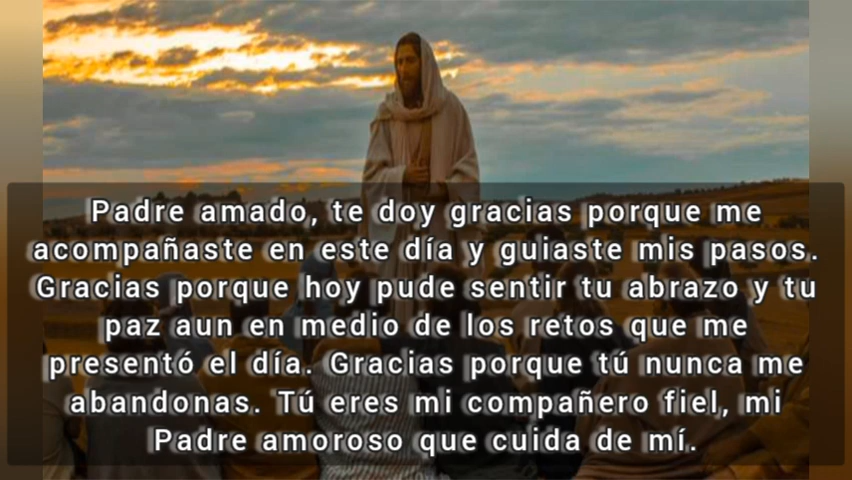 Padre amado, te doy gracias porque me
acompañaste en este día y guiaste mis pasos.
Gracias porque hoy pude sentir tu abrazo y tu
paz aun en medio de los retos que me
presentó el día. Gracias porque tú nunca me
abandonas. Tú eres mi compañero fiel, mi
Padre amoroso que cuida de mí.